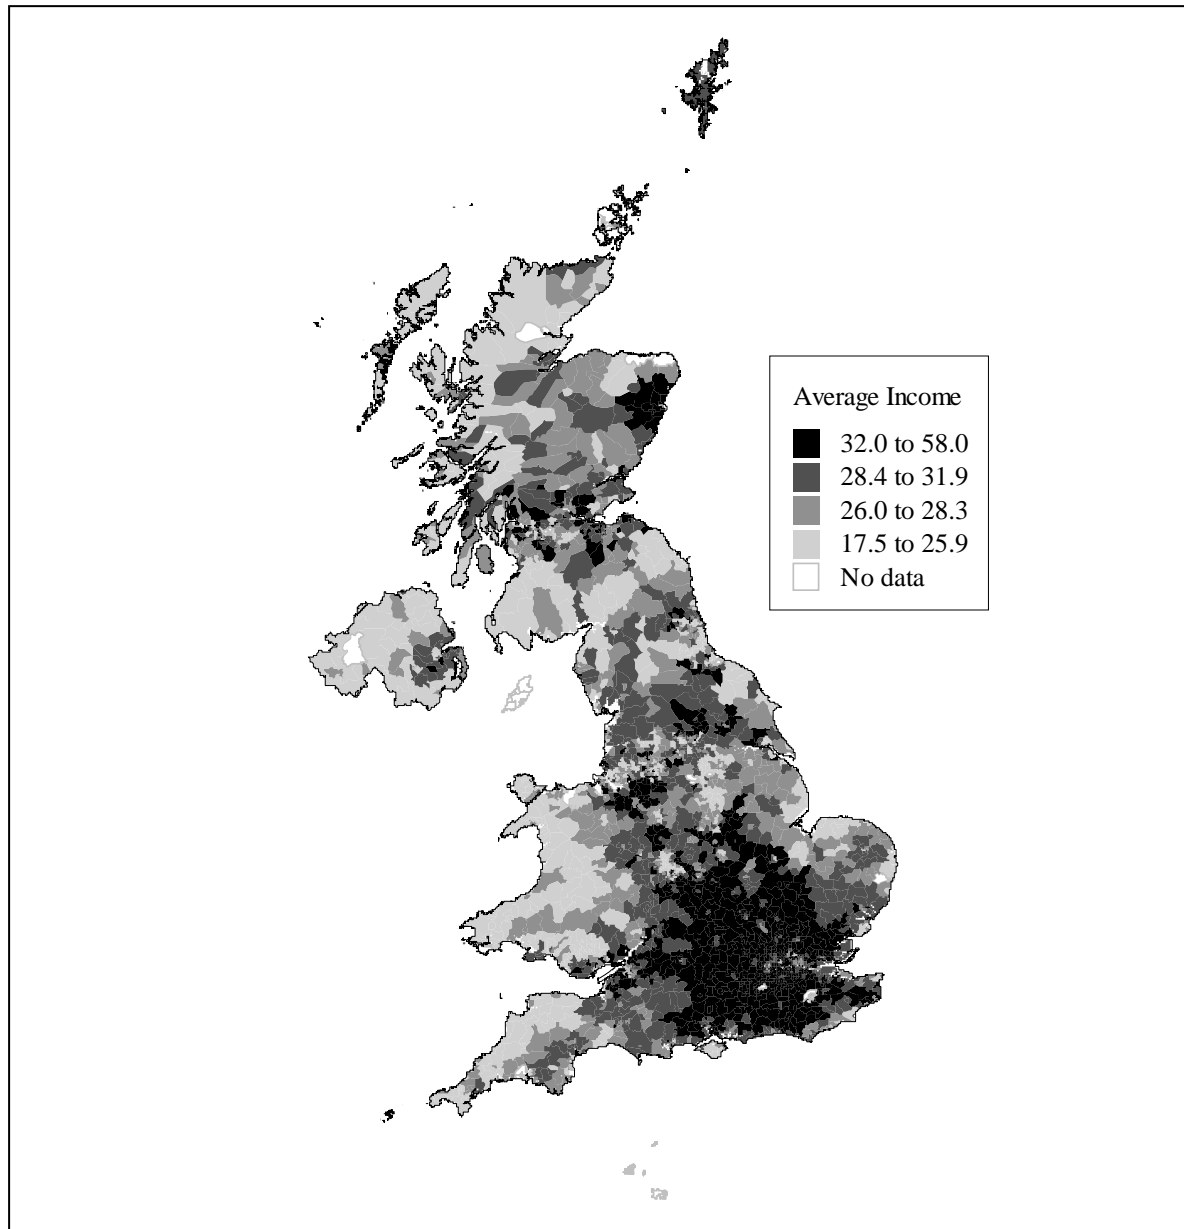 Average Income
32.0 to 58.0
28.4 to 31.9
26.0 to 28.3
17.5 to 25.9
No data